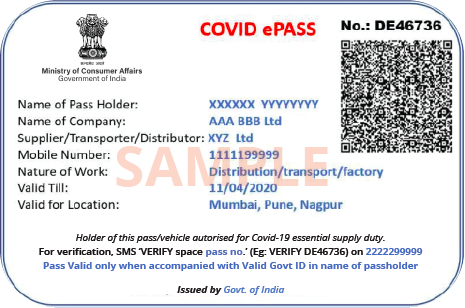 COVID ePASS
No.: DE46736
Ministry of Consumer Affairs
Government of India
Name of Pass Holder: XXXXXX YYYYYYYY
Name of Company: AAA BBB Ltd
Supplier/Transporter/Distributor: XYZ Ltd
Mobile Number: 1111199999
SAMPLE
Nature of Work: Distribution/transport/factory
Valid Till: 11/04/2020
Valid for Location: Mumbai, Pune, Nagpur
Holder of this pass/vehicle autorised for Covid-19 essential supply duty.
For verification, SMS ‘VERIFY space pass no.’ (Eg: VERIFY DE46736) on 2222299999
Pass Valid only when accompanied with Valid Govt ID in name of passholder
Issued by Govt. of India